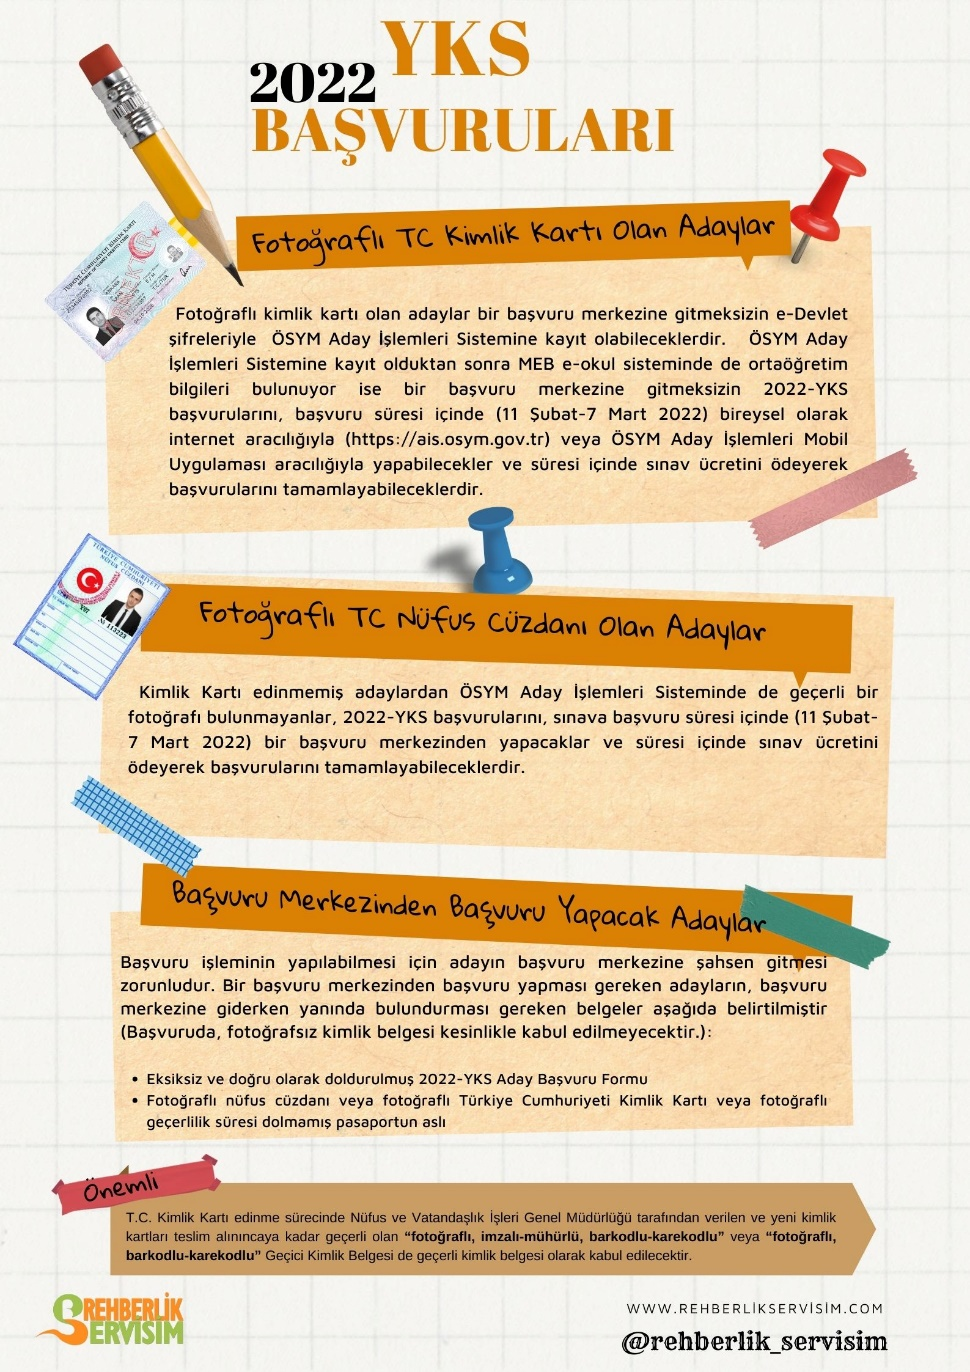 YKS
2022
BAŞVURULARI
Fotoğraflı TC Kimlik Kartı Olan Adaylar
Fotoğraflı kimlik kartı olan adaylar bir başvuru merkezine gitmeksizin e-Devlet
şifreleriyle ÖSYM Aday İşlemleri Sistemine kayıt olabileceklerdir. ÖSYM Aday
İşlemleri Sistemine kayıt olduktan sonra MEB e-okul sisteminde de ortaöğretim
bilgileri bulunuyor ise bir başvuru merkezine gitmeksizin 2022-YKS
başvurularını, başvuru süresi içinde (11 Şubat-7 Mart 2022) bireysel olarak
internet aracılığıyla (https://ais.osym.gov.tr) veya ÖSYM Aday İşlemleri Mobil
Uygulaması aracılığıyla yapabilecekler ve süresi içinde sınav ücretini ödeyerek
başvurularını tamamlayabileceklerdir.
TÜRKİYE CUMHURİYETİ
NÜFUS CÜZDANI
Fotoğraflı TC Nüfus Cüzdanı Olan Adaylar
Kimlik Kartı edinmemiş adaylardan ÖSYM Aday İşlemleri Sisteminde de geçerli bir
fotoğrafı bulunmayanlar, 2022-YKS başvurularını, sınava başvuru süresi içinde (11 Şubat-
7 Mart 2022) bir başvuru merkezinden yapacaklar ve süresi içinde sınav ücretini
ödeyerek başvurularını tamamlayabileceklerdir.
Başvuru Merkezinden Başvuru Yapacak Adaylar
Başvuru işleminin yapılabilmesi için adayın başvuru merkezine şahsen gitmesi
zorunludur. Bir başvuru merkezinden başvuru yapması gereken adayların, başvuru
merkezine giderken yanında bulundurması gereken belgeler aşağıda belirtilmiştir
(Başvuruda, fotoğrafsız kimlik belgesi kesinlikle kabul edilmeyecektir.):
• Eksiksiz ve doğru olarak doldurulmuş 2022-YKS Aday Başvuru Formu
• Fotoğraflı nüfus cüzdanı veya fotoğraflı Türkiye Cumhuriyeti Kimlik Kartı veya fotoğraflı
geçerlilik süresi dolmamış pasaportun aslı
Önemli
T.C. Kimlik Kartı edinme sürecinde Nüfus ve Vatandaşlık İşleri Genel Müdürlüğü tarafından verilen ve yeni kimlik
kartları teslim alınıncaya kadar geçerli olan “fotoğraflı, imzalı-mühürlü, barkodlu-karekodlu” veya “fotoğraflı,
barkodlu-karekodlu” Geçici Kimlik Belgesi de geçerli kimlik belgesi olarak kabul edilecektir.
REHBERLİK
SERVİSİM
WWW.REHBERLİKSERVİSİM.COM
@rehberlik_servisim